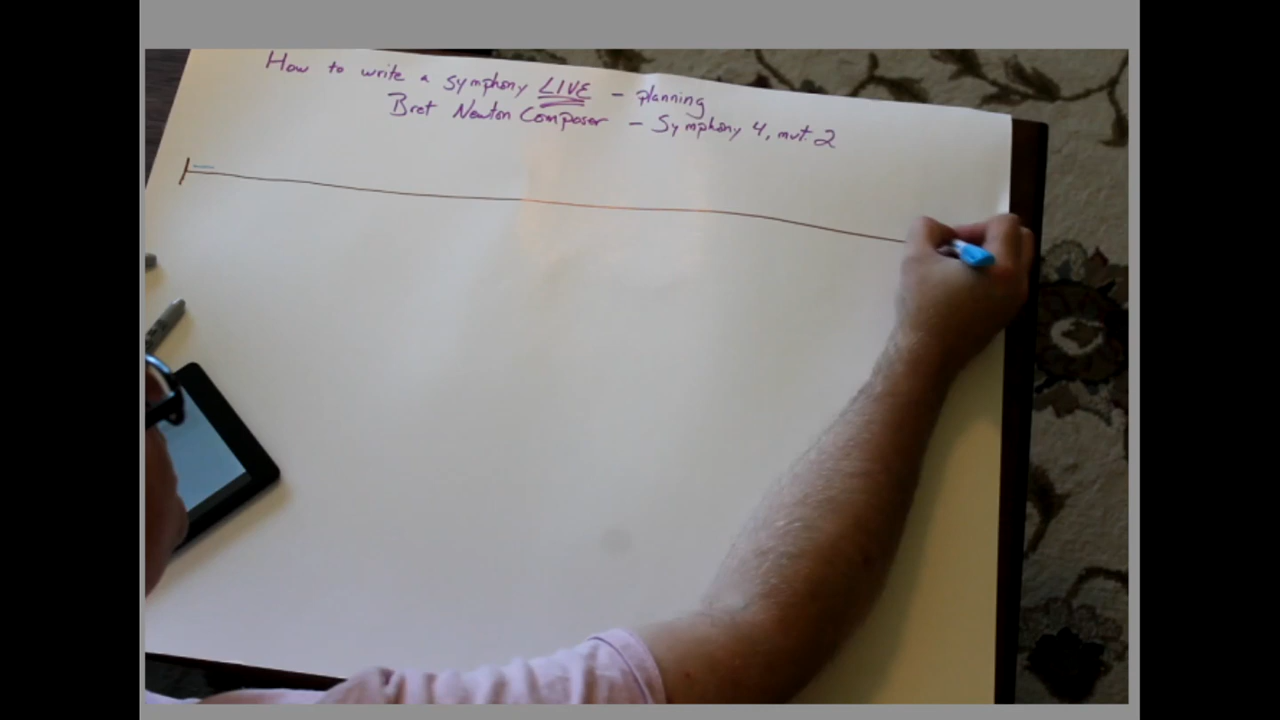 How to write a symphony LIVE - planning
Bret Newton Composer - Symphony 4, mvt. 2